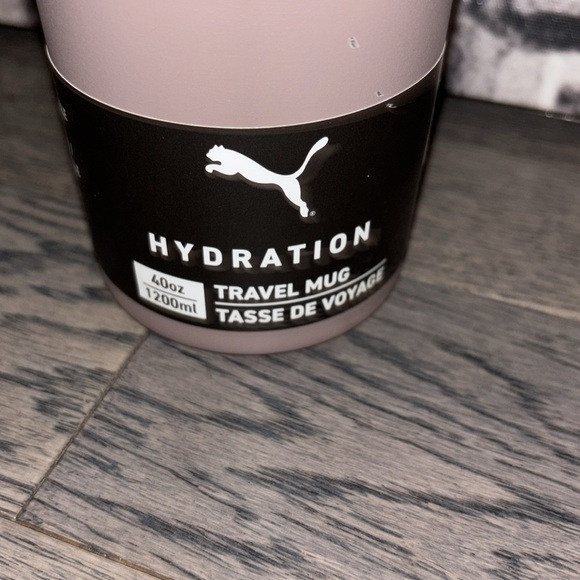 HYDRATION
40oz
1200ml
TRAVEL MUG
TASSE DE VOYAGE